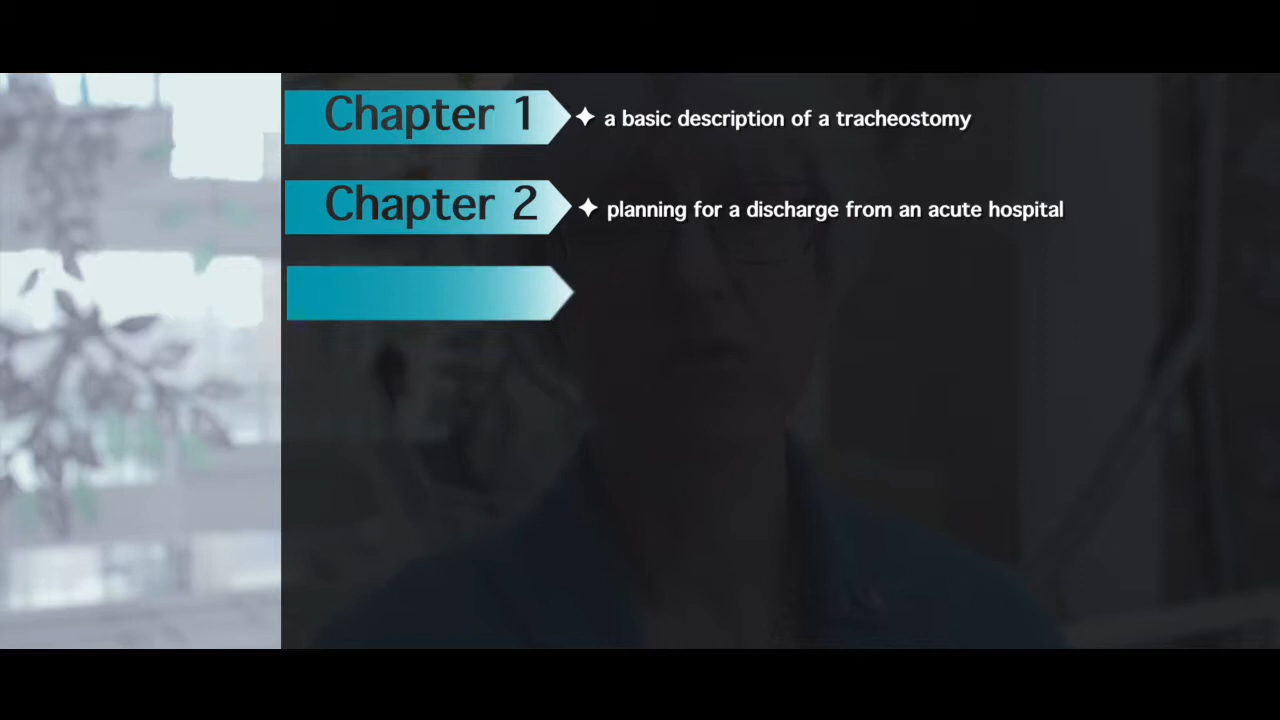 Chapter 1 ✦ a basic description of a tracheostomy
Chapter 2 ✦ planning for a discharge from an acute hospital